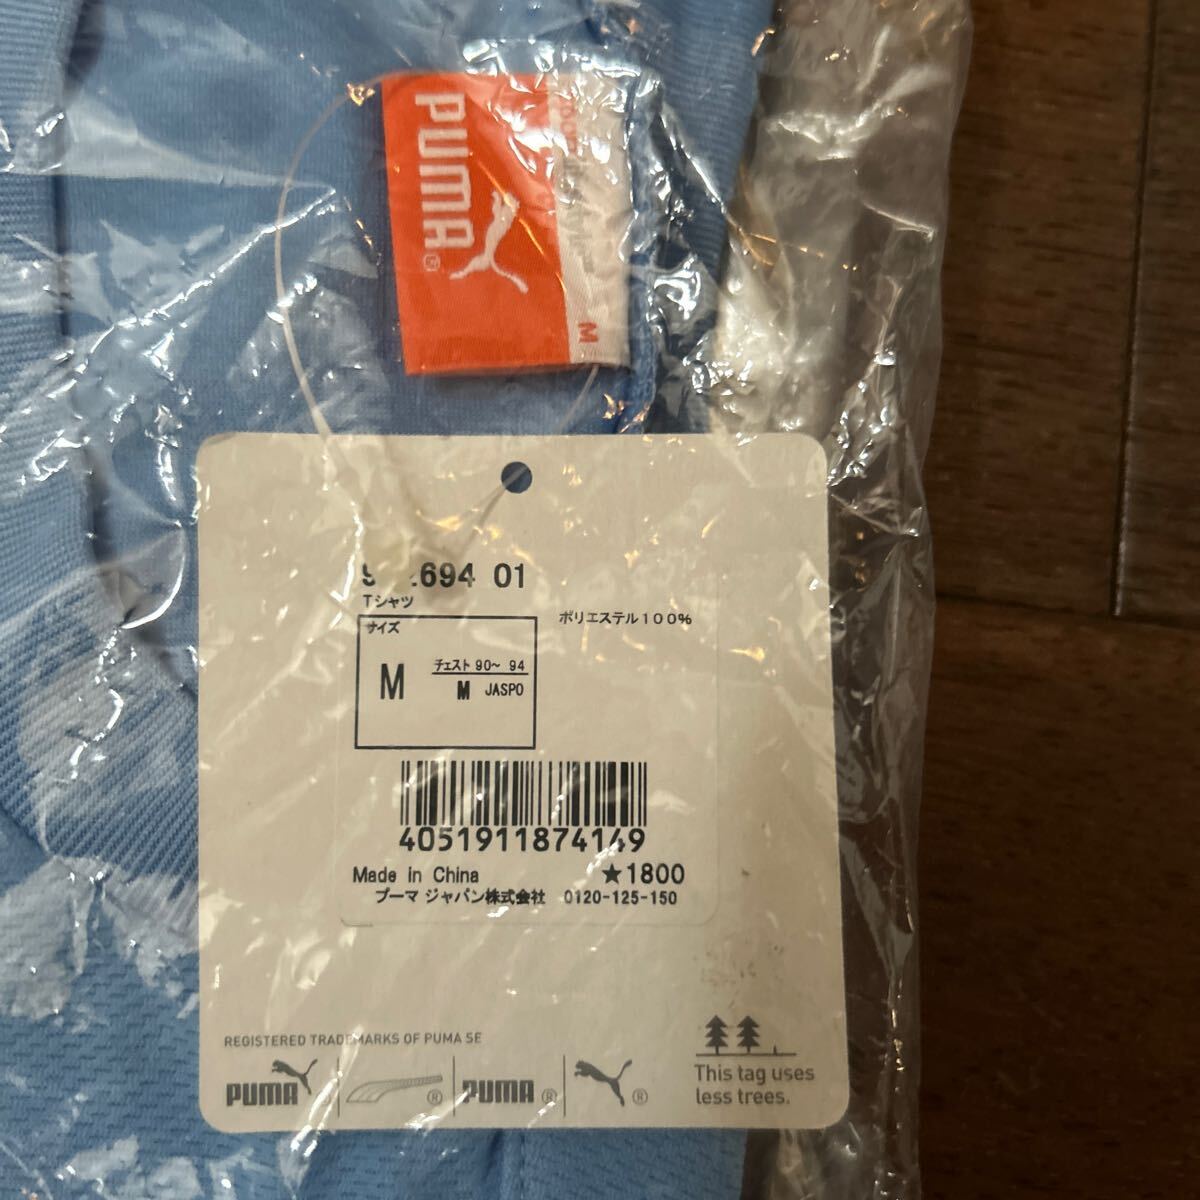 PUMA®
M
694 01
Tシャツ
ポリエステル100%
サイズ
M
チェスト 90~ 94
M JASPO
4051911874149
Made in China ★1800
プーマ ジャパン株式会社 0120-125-150
REGISTERED TRADEMARKS OF PUMA SE
PUMA ® ® PUMA ® ®
This tag uses
less trees.